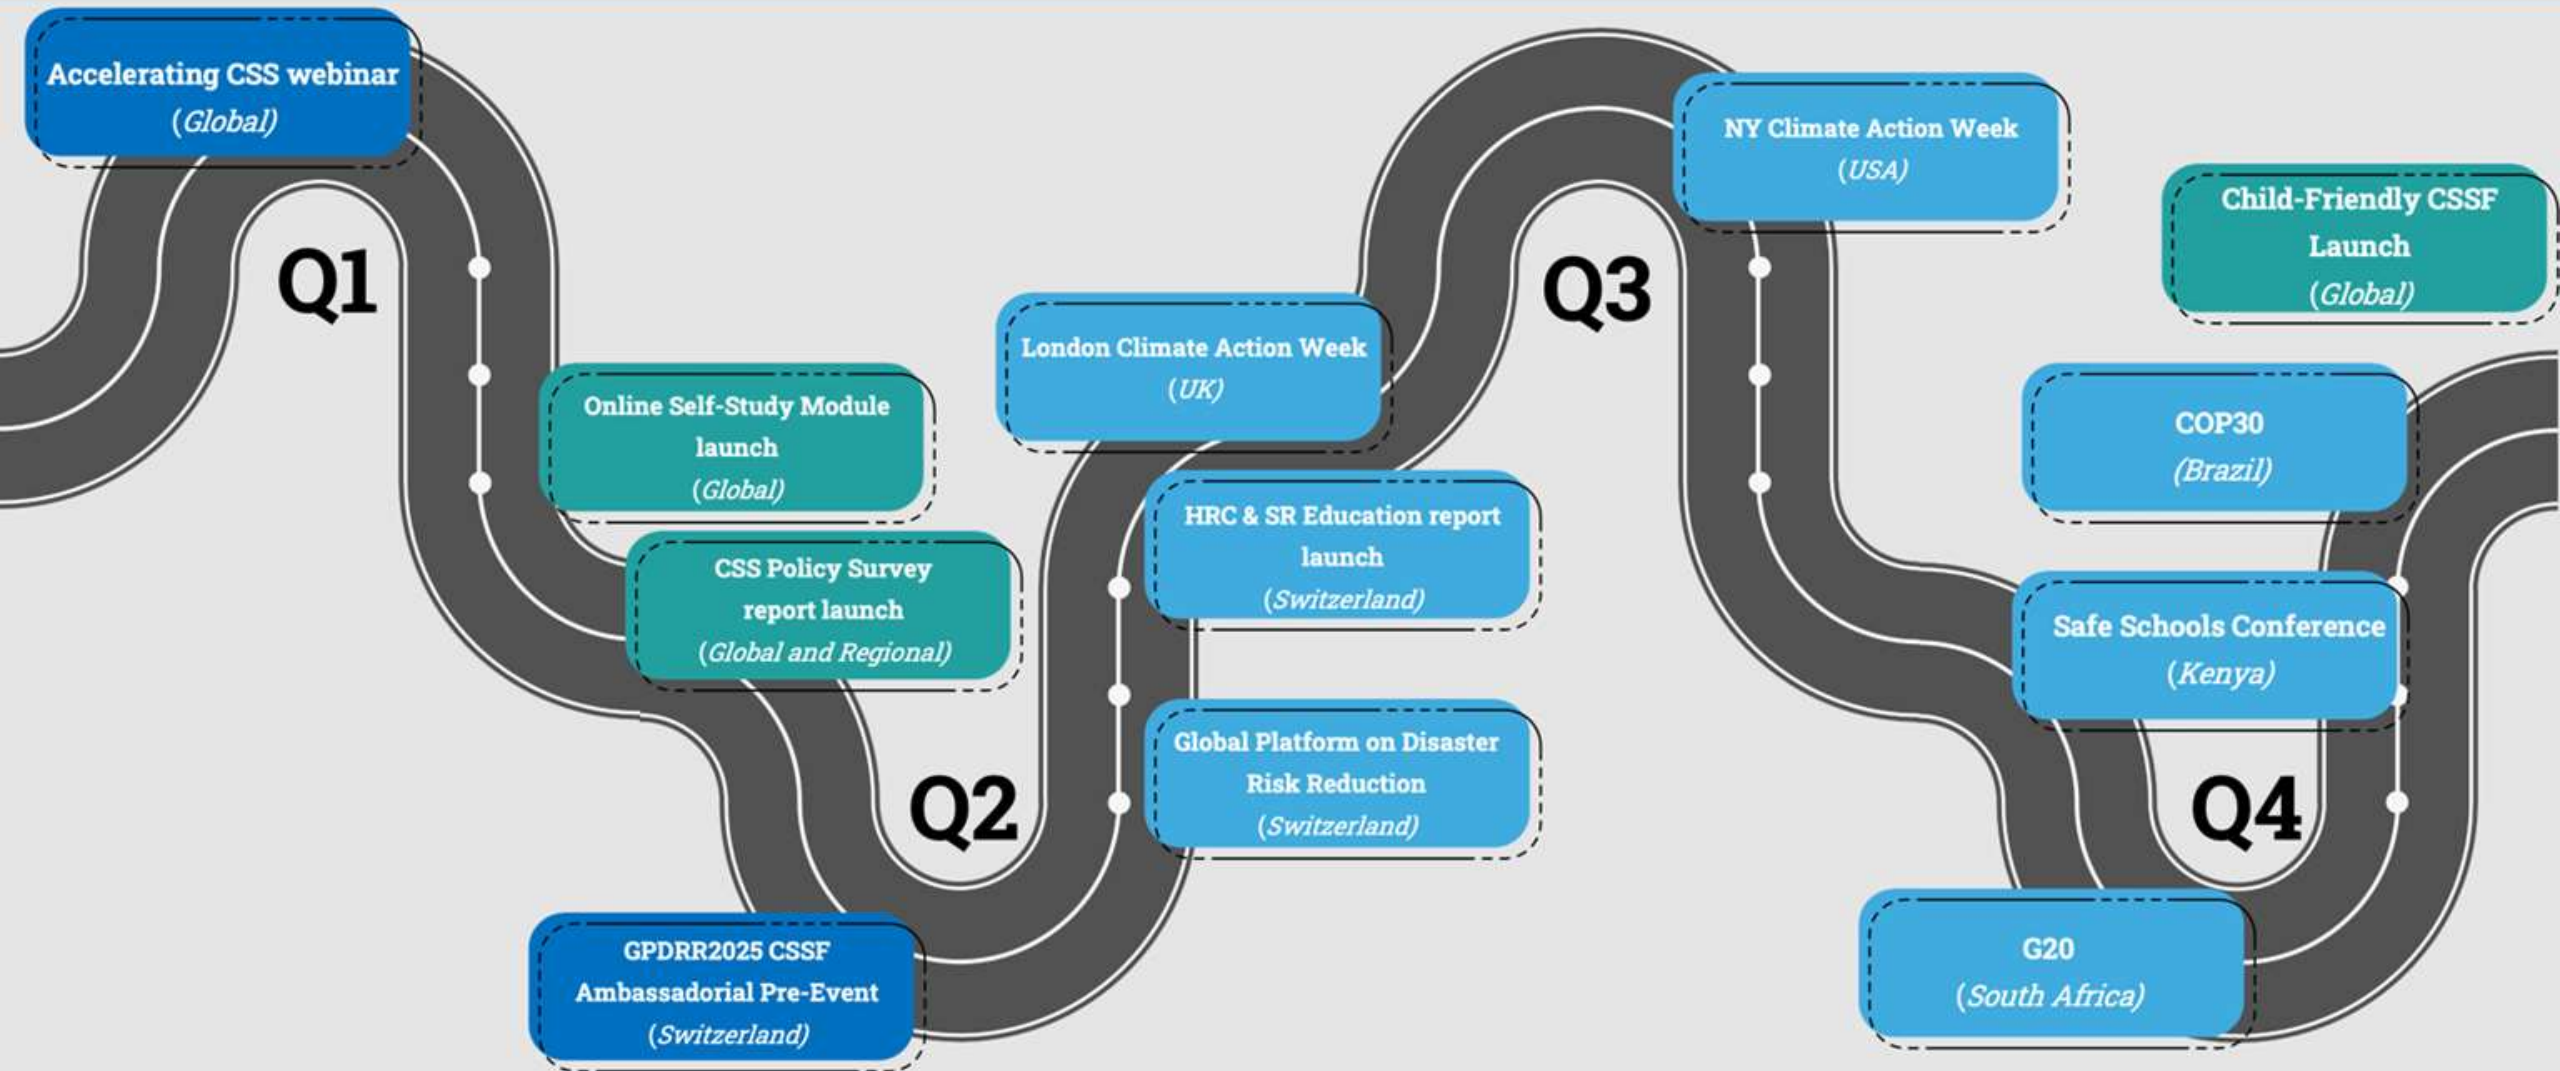 Accelerating CSS webinar
(Global)
Q1
Online Self-Study Module
launch
(Global)
CSS Policy Survey
report launch
(Global and Regional)
GPDRR2025 CSSF
Ambassadorial Pre-Event
(Switzerland)
Q2
Global Platform on Disaster
Risk Reduction
(Switzerland)
HRC & SR Education report
launch
(Switzerland)
London Climate Action Week
(UK)
Q3
NY Climate Action Week
(USA)
Safe Schools Conference
(Kenya)
G20
(South Africa)
Q4
COP30
(Brazil)
Child-Friendly CSSF
Launch
(Global)